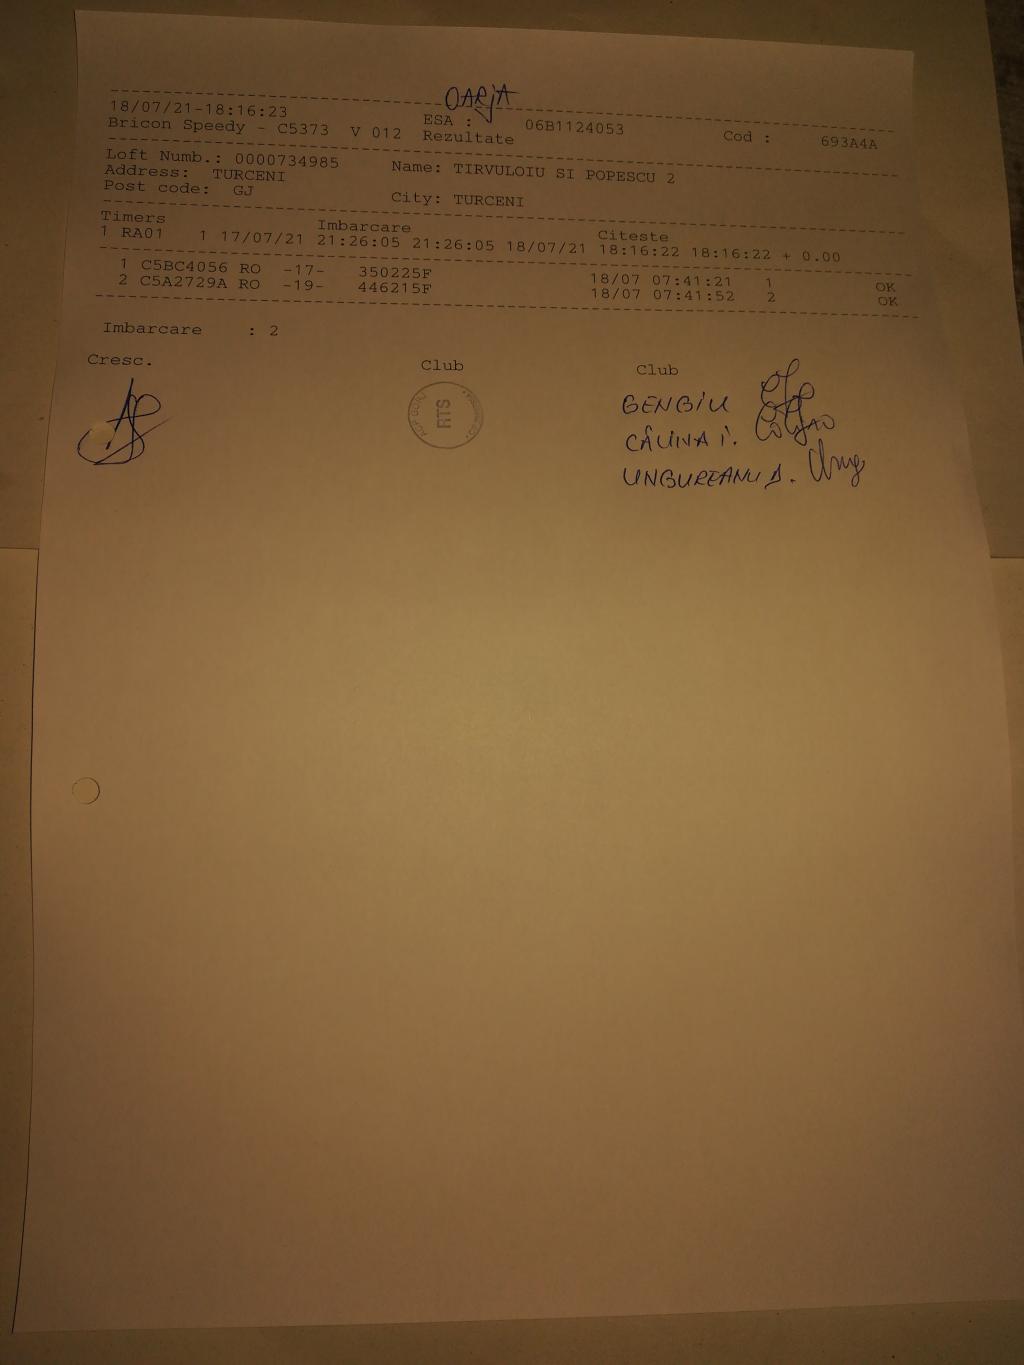 OARJA
18/07/21-18:16:23 ESA : 06B1124053 Cod : 693A4A
Bricon Speedy - C5373 V 012 Rezultate
Loft Numb.: 0000734985 Name: TIRVULOIU SI POPESCU 2
Address: TURCENI
Post code: GJ City: TURCENI
Timers Imbarcare Citeste
1 RA01 1 17/07/21 21:26:05 21:26:05 18/07/21 18:16:22 18:16:22 + 0.00
1 C5BC4056 RO -17- 350225F 18/07 07:41:21 1 OK
2 C5A2729A RO -19- 446215F 18/07 07:41:52 2 OK
Imbarcare : 2
Cresc. Club Club
RTS
GENGIU
CÂLINA I.
UNGUREANU D.